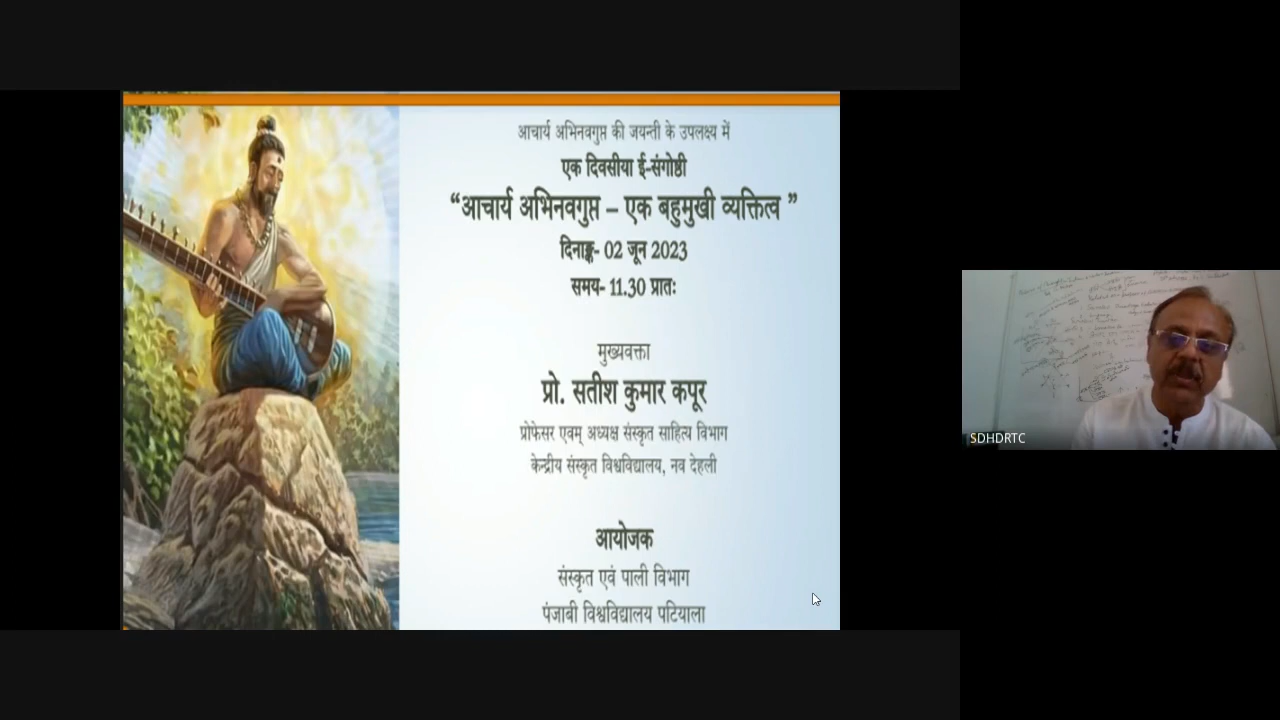 आचार्य अभिनवगुप्त की जयन्ती के उपलक्ष्य में
एक दिवसीया ई-संगोष्ठी
“आचार्य अभिनवगुप्त – एक बहुमुखी व्यक्तित्व ”
दिनाङ्क- 02 जून 2023
समय- 11.30 प्रातः
मुख्यवक्ता
प्रो. सतीश कुमार कपूर
प्रोफेसर एवम् अध्यक्ष संस्कृत साहित्य विभाग
केन्द्रीय संस्कृत विश्वविद्यालय, नव देहली
आयोजक
संस्कृत एवं पाली विभाग
पंजाबी विश्वविद्यालय पटियाला
SDHDRTC